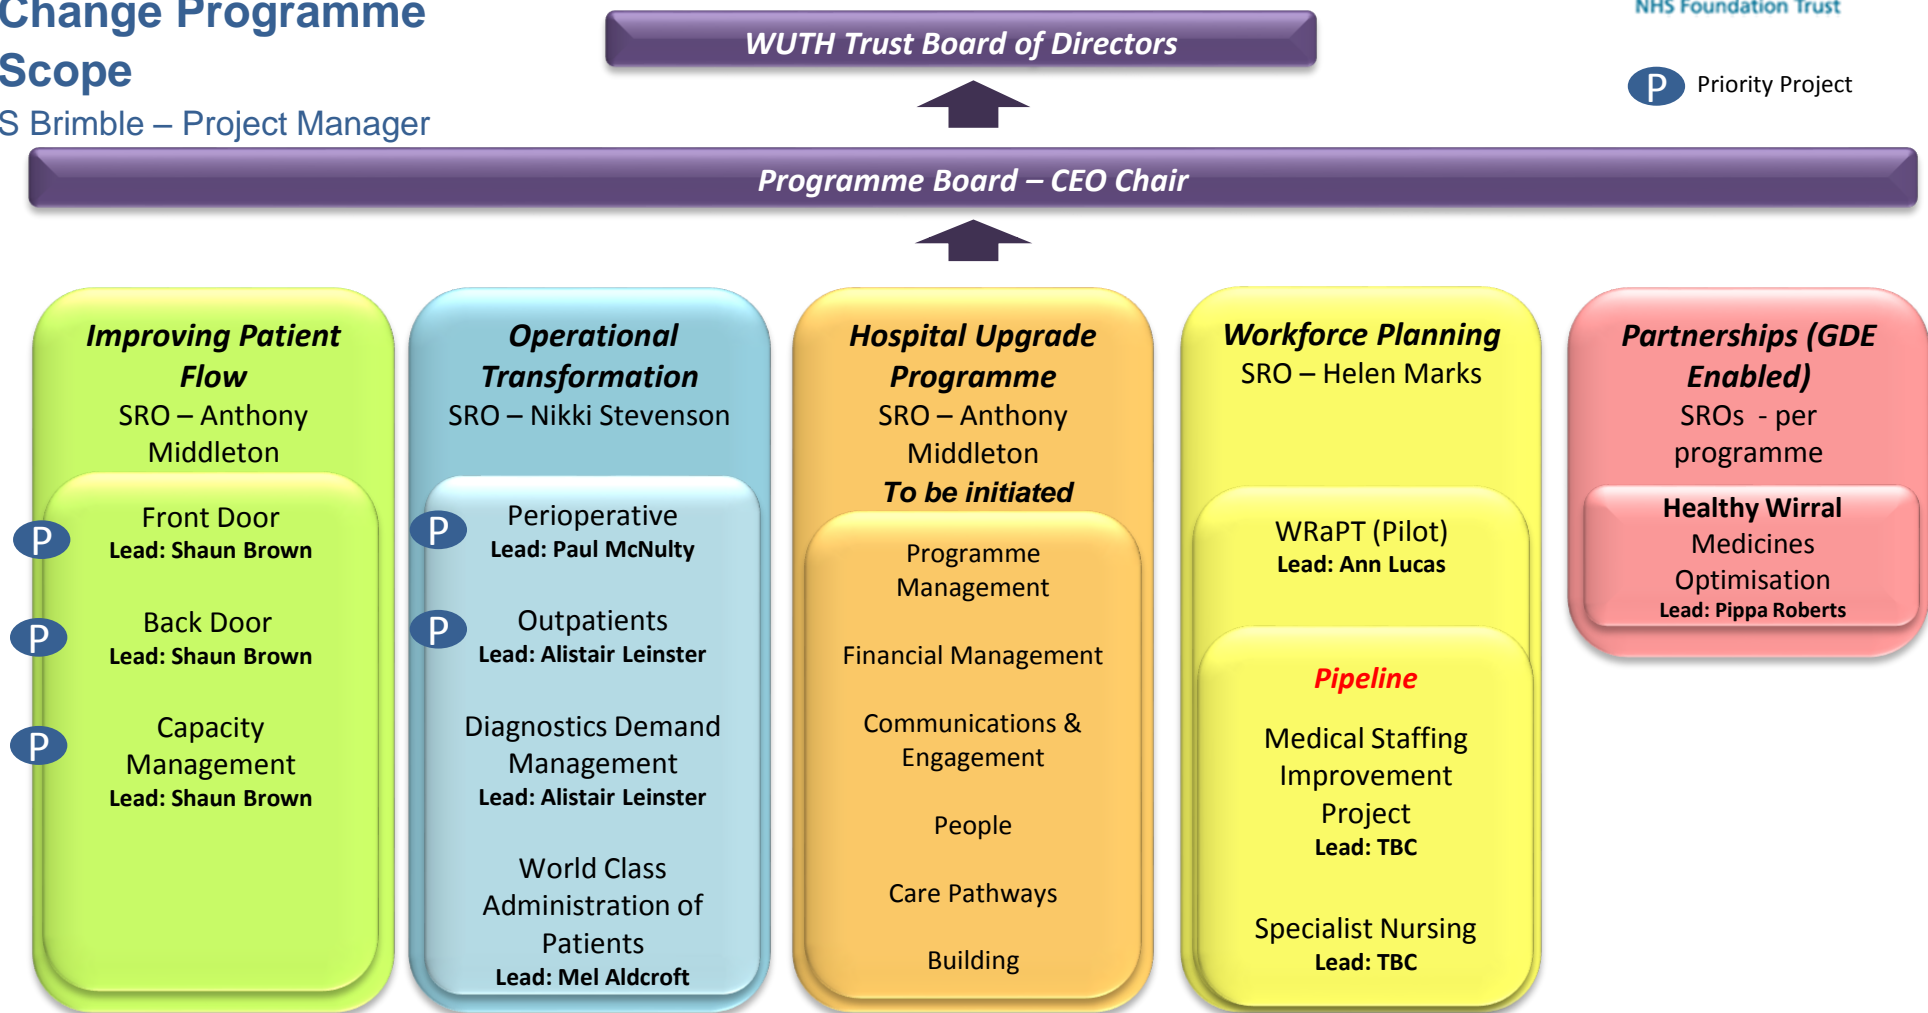 Change Programme
Scope
S Brimble – Project Manager
WUTH Trust Board of Directors
NHS Foundation Trust
P Priority Project
Programme Board – CEO Chair
Improving Patient
Flow
SRO – Anthony
Middleton
P
Front Door
Lead: Shaun Brown
P
Back Door
Lead: Shaun Brown
P
Capacity
Management
Lead: Shaun Brown
Operational
Transformation
SRO – Nikki Stevenson
P
Perioperative
Lead: Paul McNulty
P
Outpatients
Lead: Alistair Leinster
Diagnostics Demand
Management
Lead: Alistair Leinster
World Class
Administration of
Patients
Lead: Mel Aldcroft
Hospital Upgrade
Programme
SRO – Anthony
Middleton
To be initiated
Programme
Management
Financial Management
Communications &
Engagement
People
Care Pathways
Building
Workforce Planning
SRO – Helen Marks
WRaPT (Pilot)
Lead: Ann Lucas
Pipeline
Medical Staffing
Improvement
Project
Lead: TBC
Specialist Nursing
Lead: TBC
Partnerships (GDE
Enabled)
SROs - per
programme
Healthy Wirral
Medicines
Optimisation
Lead: Pippa Roberts